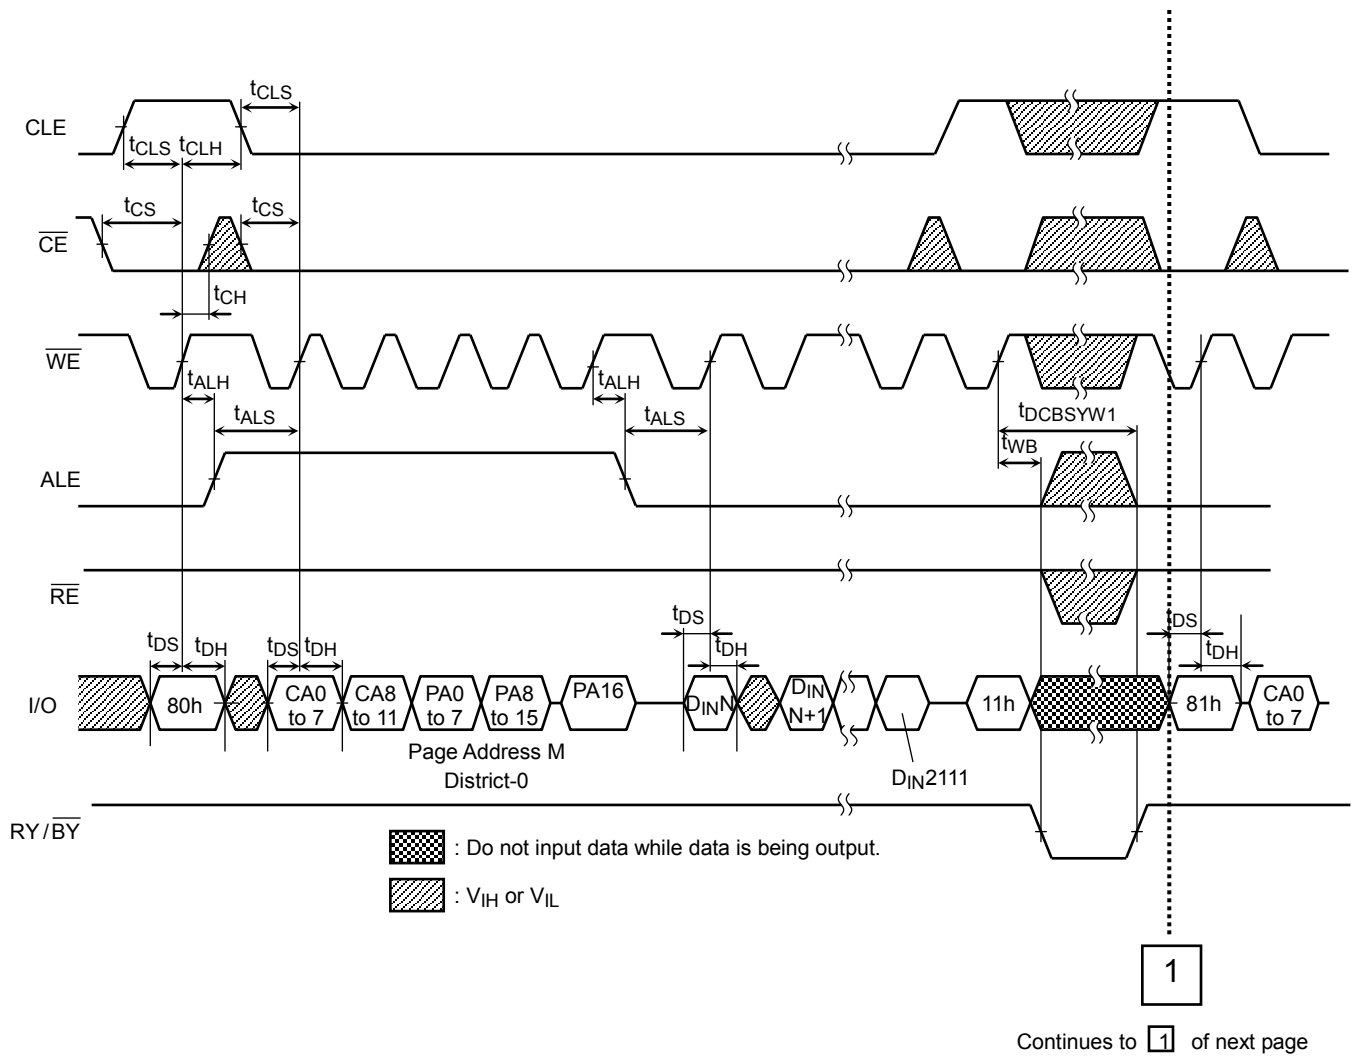 tCLS
CLE
tCLS tCLH
tCS tCS
CE
tCH
WE
tALH tALH
tALS tALS tDCBSYW1
tWB
ALE
RE
tDS tDH tDS tDH tDS tDH tDS tDH
I/O
80h
CA0 to 7
CA8 to 11
PA0 to 7
PA8 to 15
PA16
DINN
DIN N+1
11h
81h
CA0 to 7
Page Address M
District-0
DIN2111
RY/BY
: Do not input data while data is being output.
: VIH or VIL
1
Continues to 1 of next page